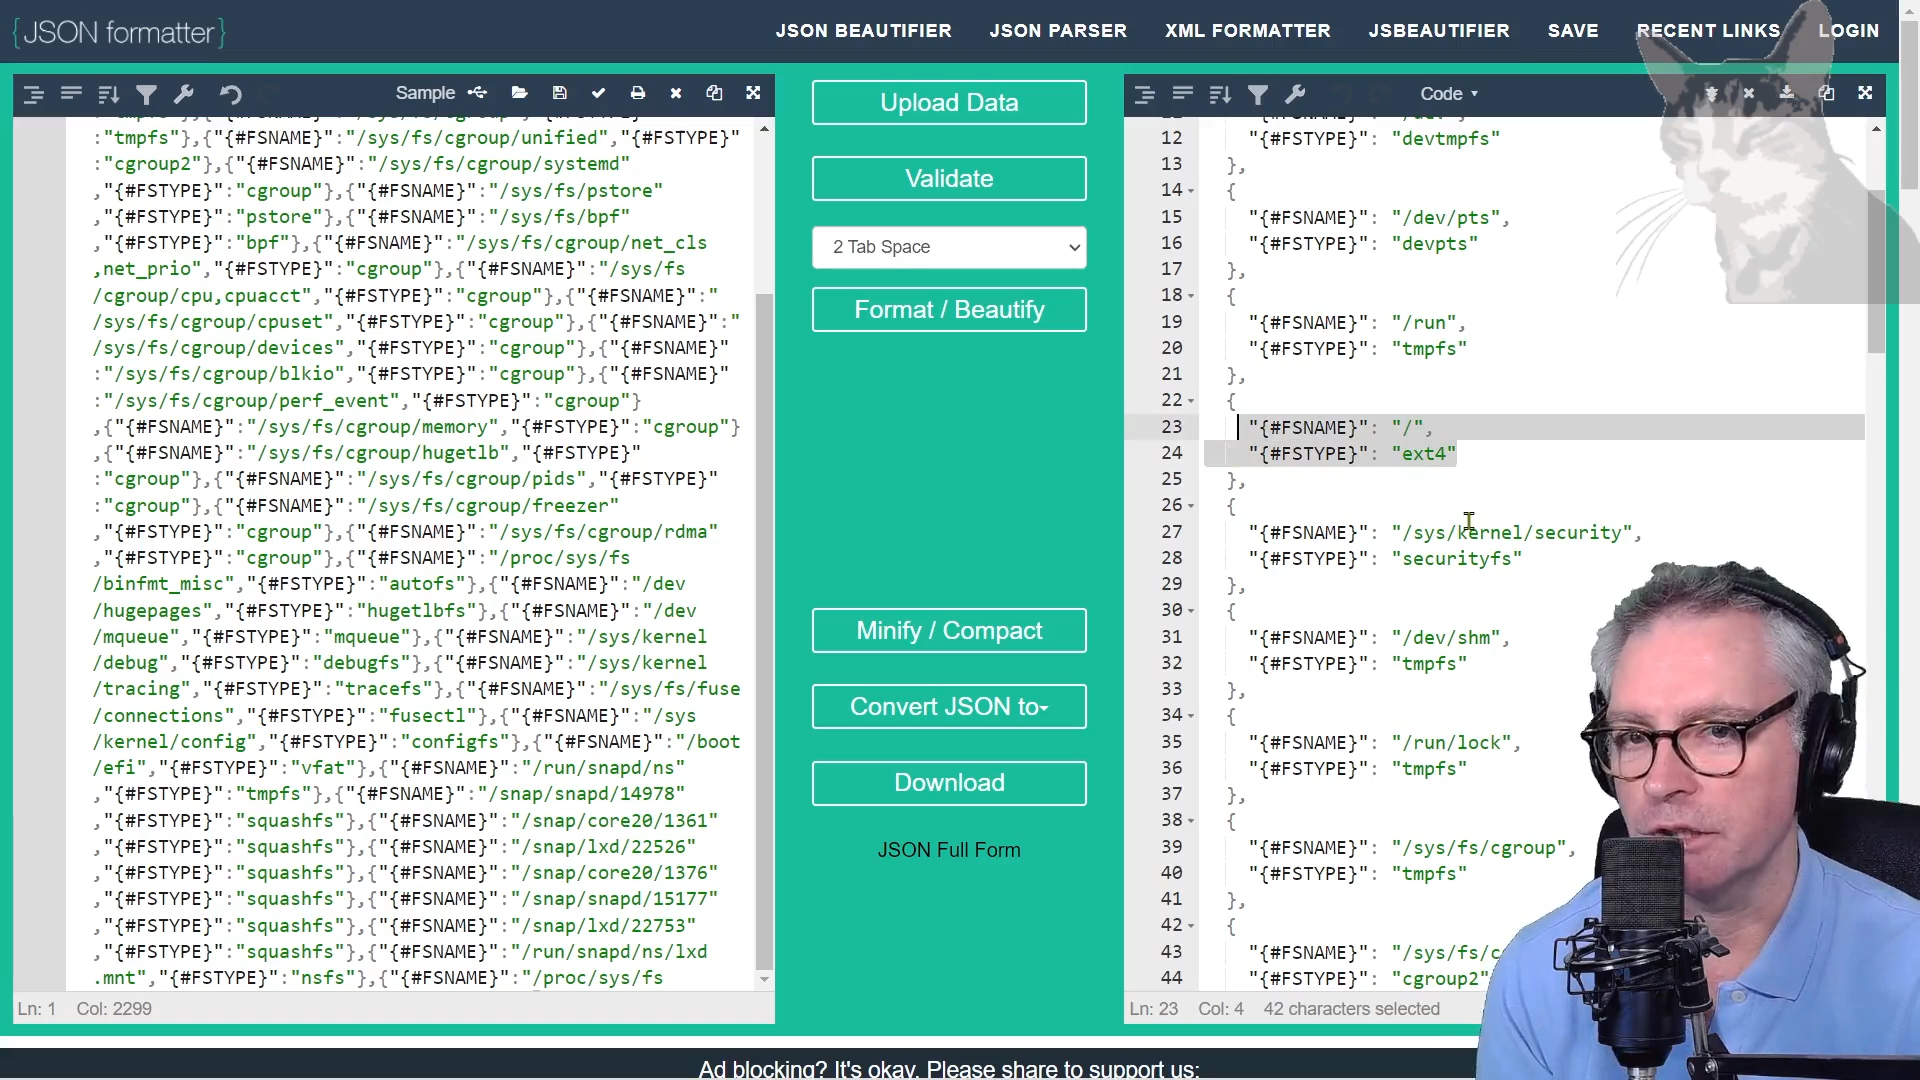 {JSON formatter}
JSON BEAUTIFIER JSON PARSER XML FORMATTER JSBEAUTIFIER SAVE RECENT LINKS LOGIN
Sample
:"tmpfs"},{"{#FSNAME}":"/sys/fs/cgroup/unified","{#FSTYPE}"
:"cgroup2"},{"{#FSNAME}":"/sys/fs/cgroup/systemd"
,"{#FSTYPE}":"cgroup"},{"{#FSNAME}":"/sys/fs/pstore"
,"{#FSTYPE}":"pstore"},{"{#FSNAME}":"/sys/fs/bpf"
,"{#FSTYPE}":"bpf"},{"{#FSNAME}":"/sys/fs/cgroup/net_cls
,net_prio","{#FSTYPE}":"cgroup"},{"{#FSNAME}":"/sys/fs
/cgroup/cpu,cpuacct","{#FSTYPE}":"cgroup"},{"{#FSNAME}":"
/sys/fs/cgroup/cpuset","{#FSTYPE}":"cgroup"},{"{#FSNAME}":"
/sys/fs/cgroup/devices","{#FSTYPE}":"cgroup"},{"{#FSNAME}"
:"/sys/fs/cgroup/blkio","{#FSTYPE}":"cgroup"},{"{#FSNAME}"
:"/sys/fs/cgroup/perf_event","{#FSTYPE}":"cgroup"}
,{"{#FSNAME}":"/sys/fs/cgroup/memory","{#FSTYPE}":"cgroup"}
,{"{#FSNAME}":"/sys/fs/cgroup/hugetlb","{#FSTYPE}"
:"cgroup"},{"{#FSNAME}":"/sys/fs/cgroup/pids","{#FSTYPE}"
:"cgroup"},{"{#FSNAME}":"/sys/fs/cgroup/freezer"
,"{#FSTYPE}":"cgroup"},{"{#FSNAME}":"/sys/fs/cgroup/rdma"
,"{#FSTYPE}":"cgroup"},{"{#FSNAME}":"/proc/sys/fs
/binfmt_misc","{#FSTYPE}":"autofs"},{"{#FSNAME}":"/dev
/hugepages","{#FSTYPE}":"hugetlbfs"},{"{#FSNAME}":"/dev
/mqueue","{#FSTYPE}":"mqueue"},{"{#FSNAME}":"/sys/kernel
/debug","{#FSTYPE}":"debugfs"},{"{#FSNAME}":"/sys/kernel
/tracing","{#FSTYPE}":"tracefs"},{"{#FSNAME}":"/sys/fs/fuse
/connections","{#FSTYPE}":"fusectl"},{"{#FSNAME}":"/sys
/kernel/config","{#FSTYPE}":"configfs"},{"{#FSNAME}":"/boot
/efi","{#FSTYPE}":"vfat"},{"{#FSNAME}":"/run/snapd/ns"
,"{#FSTYPE}":"tmpfs"},{"{#FSNAME}":"/snap/snapd/14978"
,"{#FSTYPE}":"squashfs"},{"{#FSNAME}":"/snap/core20/1361"
,"{#FSTYPE}":"squashfs"},{"{#FSNAME}":"/snap/lxd/22526"
,"{#FSTYPE}":"squashfs"},{"{#FSNAME}":"/snap/core20/1376"
,"{#FSTYPE}":"squashfs"},{"{#FSNAME}":"/snap/snapd/15177"
,"{#FSTYPE}":"squashfs"},{"{#FSNAME}":"/snap/lxd/22753"
,"{#FSTYPE}":"squashfs"},{"{#FSNAME}":"/run/snapd/ns/lxd
.mnt","{#FSTYPE}":"nsfs"},{"{#FSNAME}":"/proc/sys/fs
Ln: 1 Col: 2299
Upload Data
Validate
2 Tab Space
Format / Beautify
Minify / Compact
Convert JSON to
Download
JSON Full Form
Code
12 "{#FSTYPE}": "devtmpfs"
13 },
14 {
15 "{#FSNAME}": "/dev/pts",
16 "{#FSTYPE}": "devpts"
17 },
18 {
19 "{#FSNAME}": "/run",
20 "{#FSTYPE}": "tmpfs"
21 },
22 {
23 "{#FSNAME}": "/",
24 "{#FSTYPE}": "ext4"
25 },
26 {
27 "{#FSNAME}": "/sys/kernel/security",
28 "{#FSTYPE}": "securityfs"
29 },
30 {
31 "{#FSNAME}": "/dev/shm",
32 "{#FSTYPE}": "tmpfs"
33 },
34 {
35 "{#FSNAME}": "/run/lock",
36 "{#FSTYPE}": "tmpfs"
37 },
38 {
39 "{#FSNAME}": "/sys/fs/cgroup",
40 "{#FSTYPE}": "tmpfs"
41 },
42 {
43 "{#FSNAME}": "/sys/fs/c
44 "{#FSTYPE}": "cgroup2"
Ln: 23 Col: 4 42 characters selected
Ad blocking? It's okay. Please share to support us: